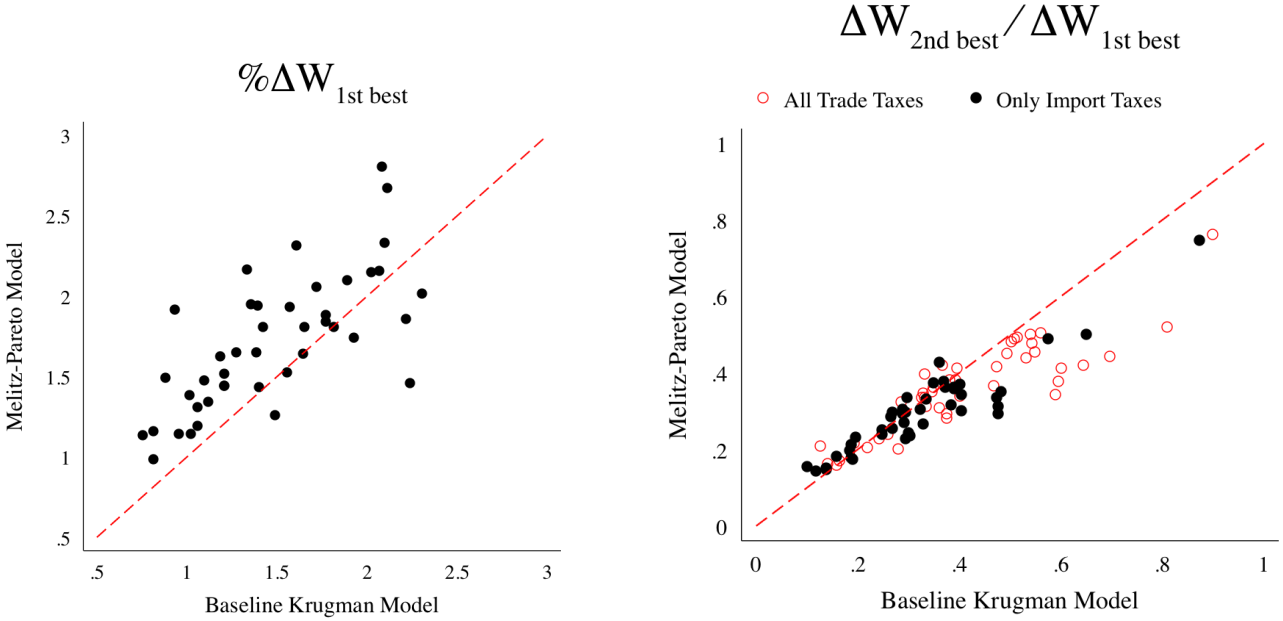 %ΔW1st best
3
2.5
2
1.5
1
.5
Melitz-Pareto Model
.5 1 1.5 2 2.5 3
Baseline Krugman Model
ΔW2nd best / ΔW1st best
All Trade Taxes Only Import Taxes
1
.8
.6
.4
.2
0
Melitz-Pareto Model
0 .2 .4 .6 .8 1
Baseline Krugman Model